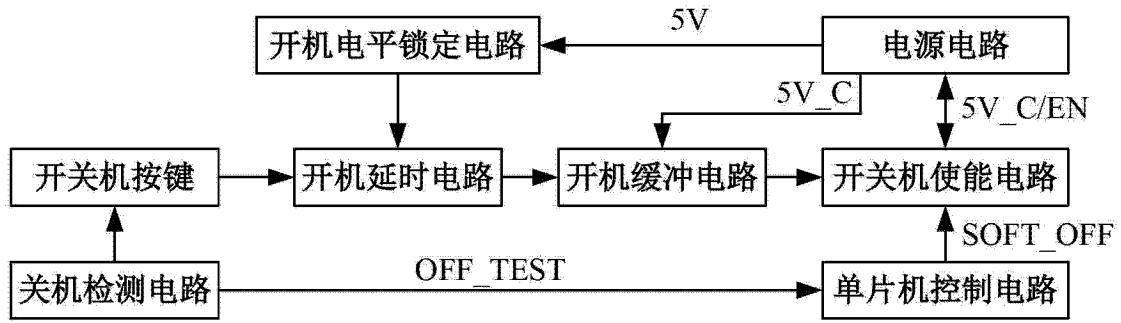 5V
开机电平锁定电路
电源电路
5V_C
5V_C/EN
开关机按键
开机延时电路
开机缓冲电路
开关机使能电路
SOFT_OFF
关机检测电路
OFF_TEST
单片机控制电路